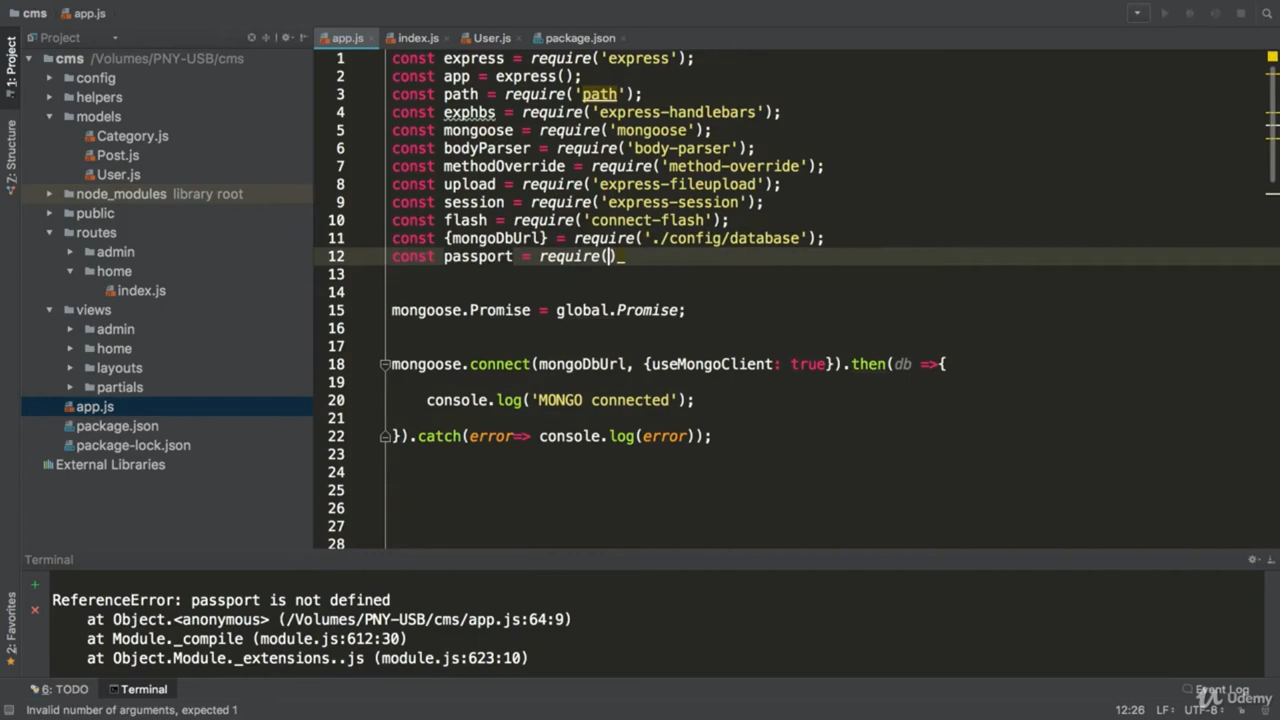 cms
app.js
1: Project
Project
app.js
index.js
User.js
package.json
cms /Volumes/PNY-USB/cms
config
helpers
models
Category.js
Post.js
User.js
node_modules library root
public
routes
admin
home
index.js
views
admin
home
layouts
partials
app.js
package.json
package-lock.json
External Libraries
Z: Structure
2: Favorites
1 const express = require('express');
2 const app = express();
3 const path = require('path');
4 const exphbs = require('express-handlebars');
5 const mongoose = require('mongoose');
6 const bodyParser = require('body-parser');
7 const methodOverride = require('method-override');
8 const upload = require('express-fileupload');
9 const session = require('express-session');
10 const flash = require('connect-flash');
11 const {mongoDbUrl} = require('./config/database');
12 const passport = require()
13
14
15 mongoose.Promise = global.Promise;
16
17
18 mongoose.connect(mongoDbUrl, {useMongoClient: true}).then(db =>{
19
20 console.log('MONGO connected');
21
22 }).catch(error=> console.log(error));
23
24
25
26
27
28
Terminal
ReferenceError: passport is not defined
at Object.<anonymous> (/Volumes/PNY-USB/cms/app.js:64:9)
at Module._compile (module.js:612:30)
at Object.Module._extensions..js (module.js:623:10)
6: TODO
Terminal
Event Log
Invalid number of arguments, expected 1
12:26
LF
UTF-8
Udemy